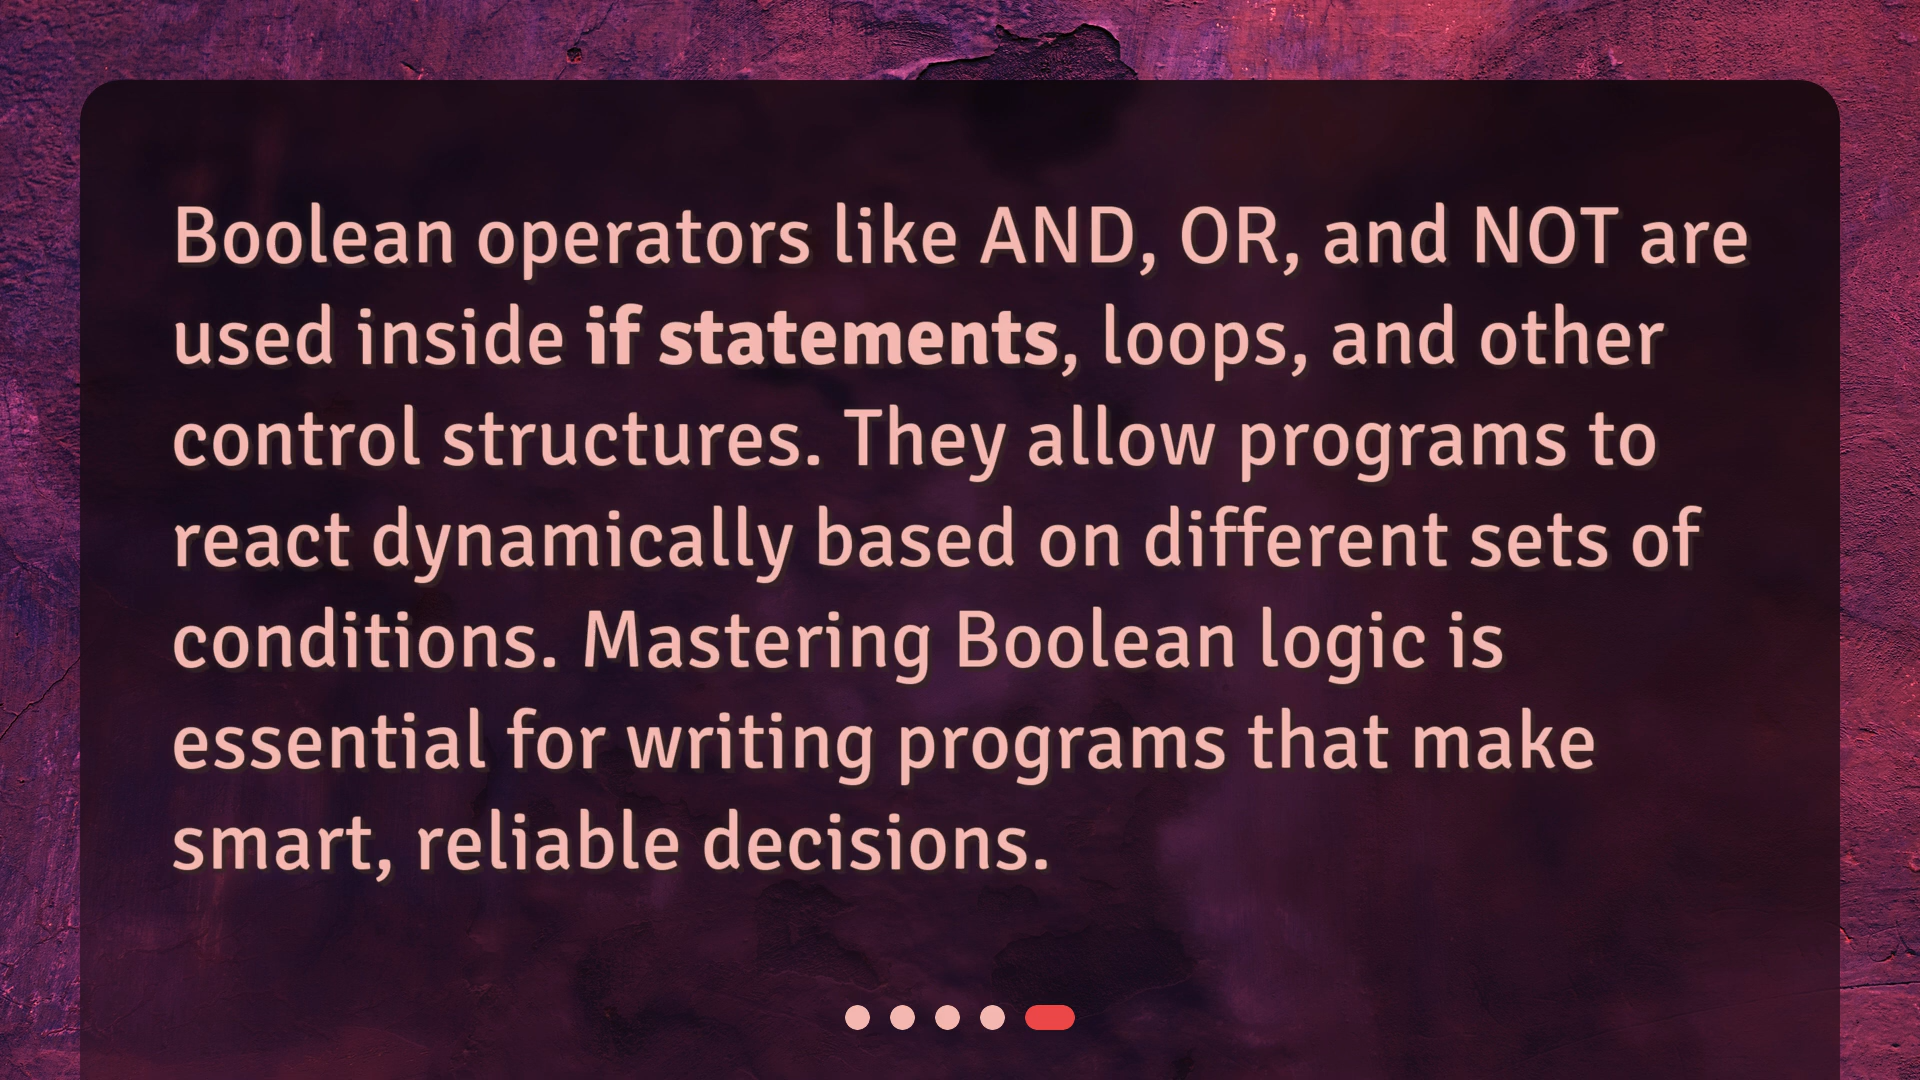 Boolean operators like AND, OR, and NOT are
used inside if statements, loops, and other
control structures. They allow programs to
react dynamically based on different sets of
conditions. Mastering Boolean logic is
essential for writing programs that make
smart, reliable decisions.